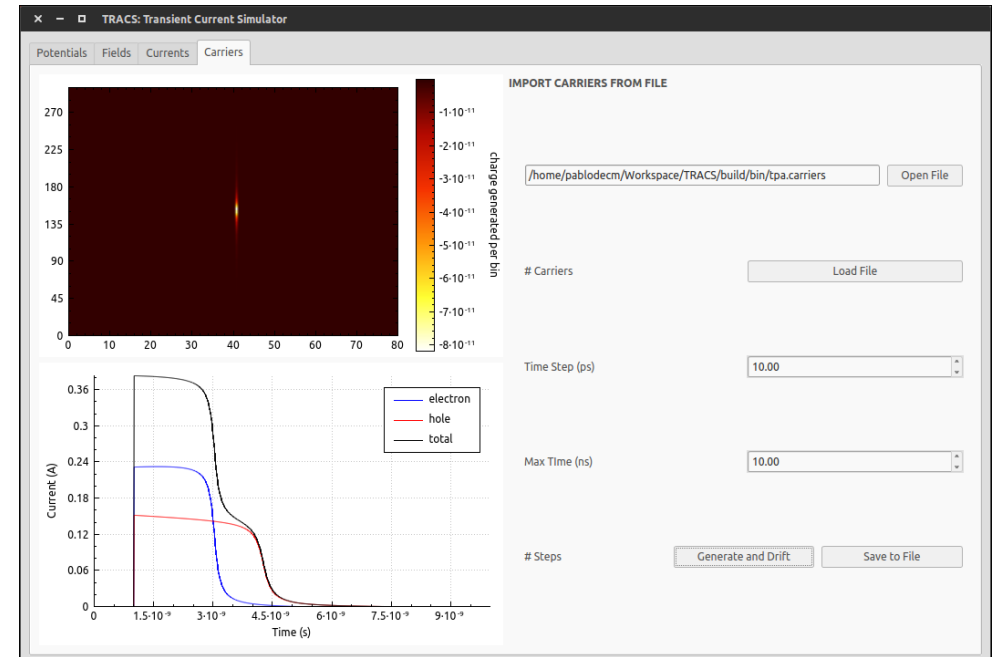 TRACS: Transient Current Simulator
Potentials Fields Currents Carriers
IMPORT CARRIERS FROM FILE
270
225
180
135
90
45
0
0 10 20 30 40 50 60 70 80
-1·10⁻¹¹
-2·10⁻¹¹
-3·10⁻¹¹
-4·10⁻¹¹
-5·10⁻¹¹
-6·10⁻¹¹
-7·10⁻¹¹
-8·10⁻¹¹
charge generated per bin
/home/pablodecm/Workspace/TRACS/build/bin/tpa.carriers Open File
# Carriers Load File
Time Step (ps) 10.00
Max TIme (ns) 10.00
# Steps Generate and Drift Save to File
0.36
0.3
0.24
0.18
0.12
0.06
0
Current (A)
electron
hole
total
0 1.5·10⁻⁹ 3·10⁻⁹ 4.5·10⁻⁹ 6·10⁻⁹ 7.5·10⁻⁹ 9·10⁻⁹
Time (s)